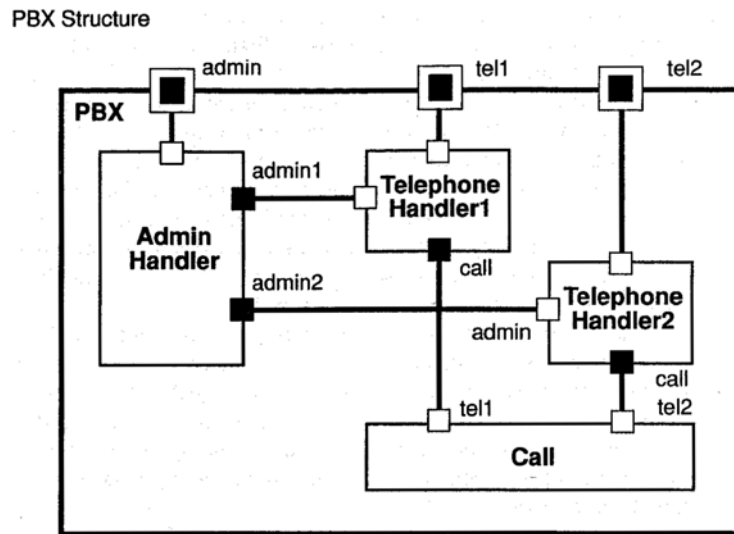 PBX Structure
admin
tel1
tel2
PBX
admin1
Telephone
Handler1
Admin
Handler
call
admin2
Telephone
Handler2
admin
call
tel1
tel2
Call